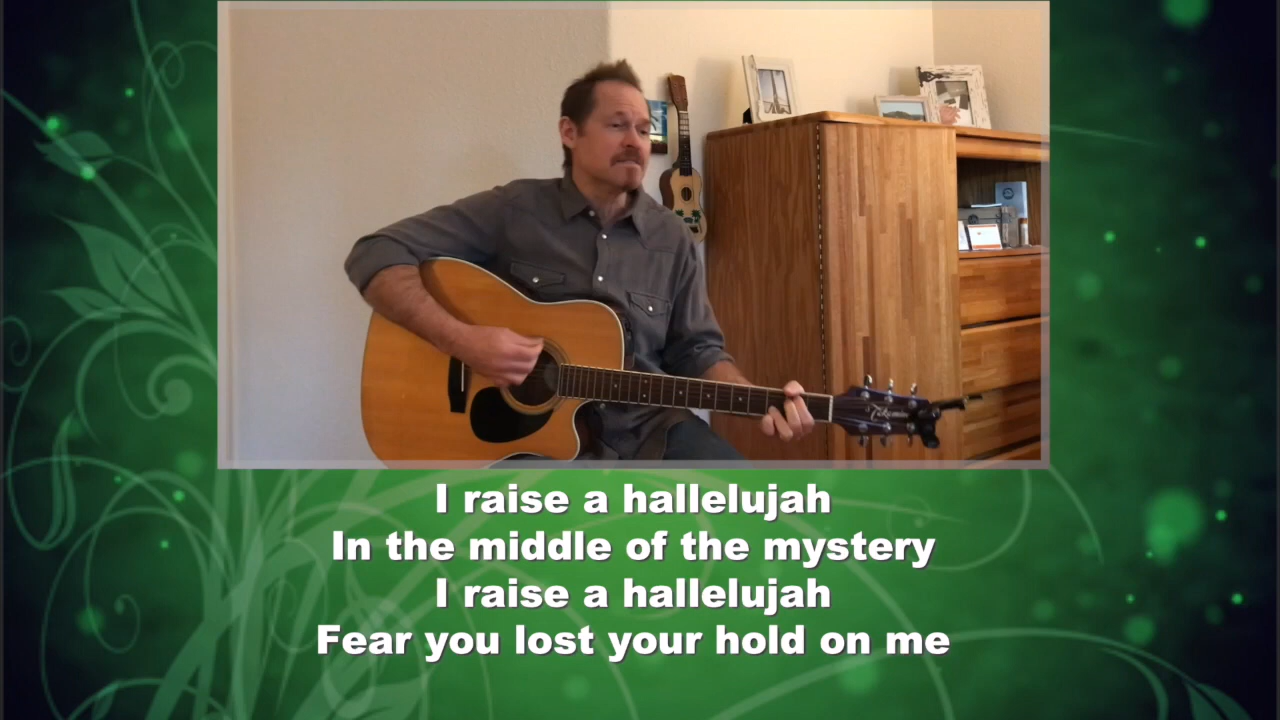 I raise a hallelujah
In the middle of the mystery
I raise a hallelujah
Fear you lost your hold on me